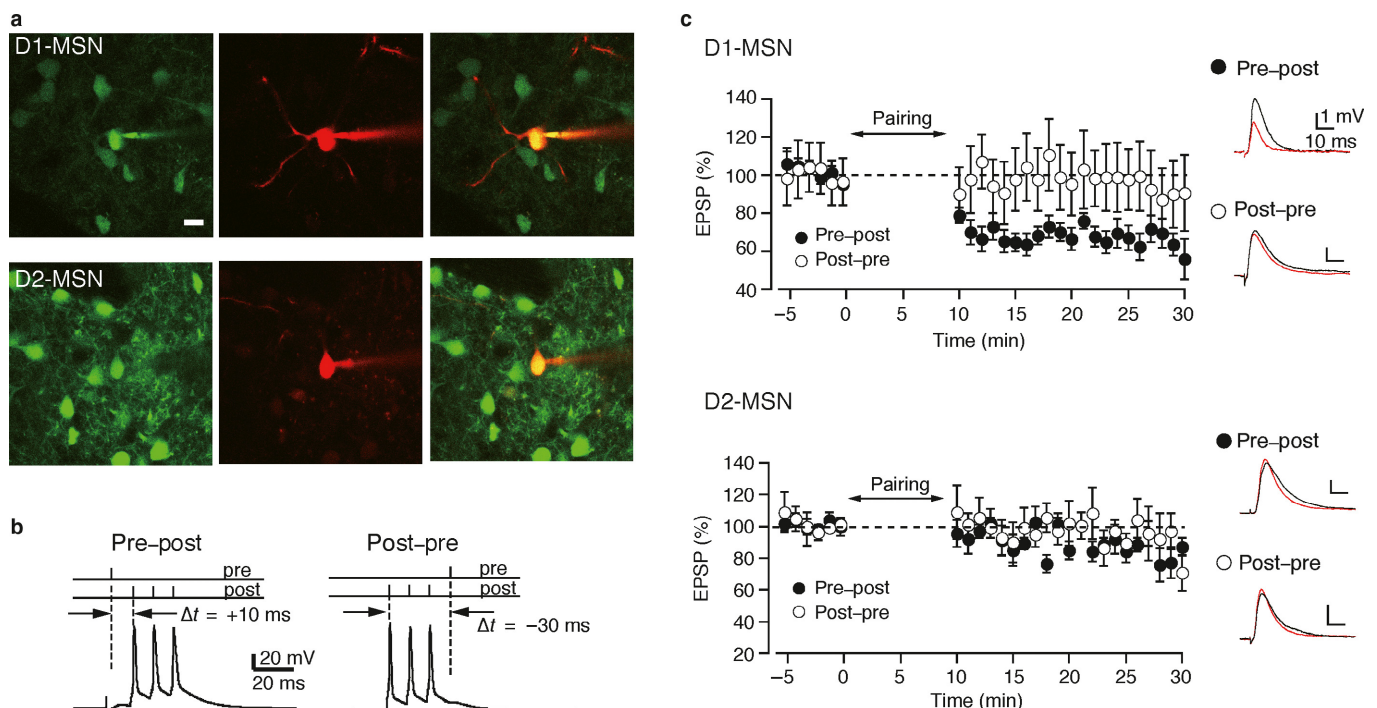 a
D1-MSN
D2-MSN
b
Pre–post
pre
post
Δt = +10 ms
20 mV
20 ms
Post–pre
pre
post
Δt = −30 ms
c
D1-MSN
140
120
100
80
60
40
EPSP (%)
Pairing
Pre–post
Post–pre
−5 0 5 10 15 20 25 30
Time (min)
Pre–post
1 mV
10 ms
Post–pre
D2-MSN
140
120
100
80
60
40
20
EPSP (%)
Pairing
Pre–post
Post–pre
−5 0 5 10 15 20 25 30
Time (min)
Pre–post
Post–pre